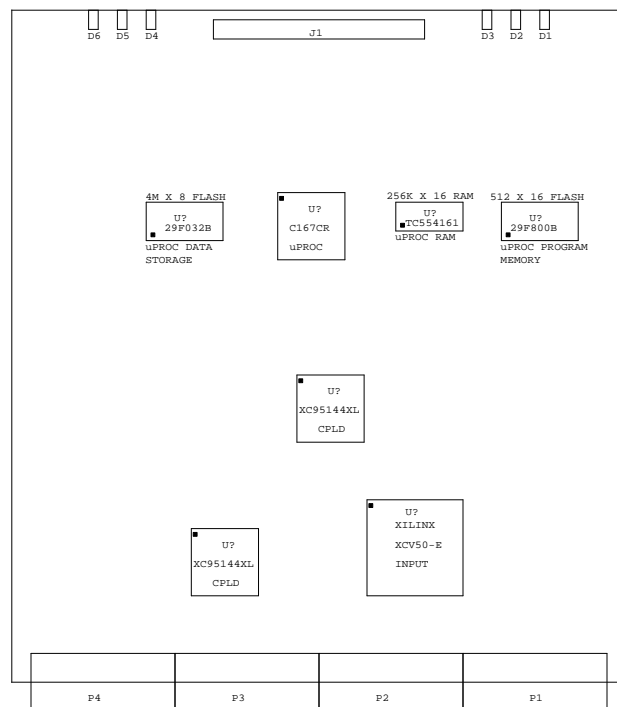 D6 D5 D4 J1 D3 D2 D1
4M X 8 FLASH
U?
29F032B
uPROC DATA
STORAGE
U?
C167CR
uPROC
256K X 16 RAM
U?
TC554161
uPROC RAM
512 X 16 FLASH
U?
29F800B
uPROC PROGRAM
MEMORY
U?
XC95144XL
CPLD
U?
XC95144XL
CPLD
U?
XILINX
XCV50-E
INPUT
P4 P3 P2 P1